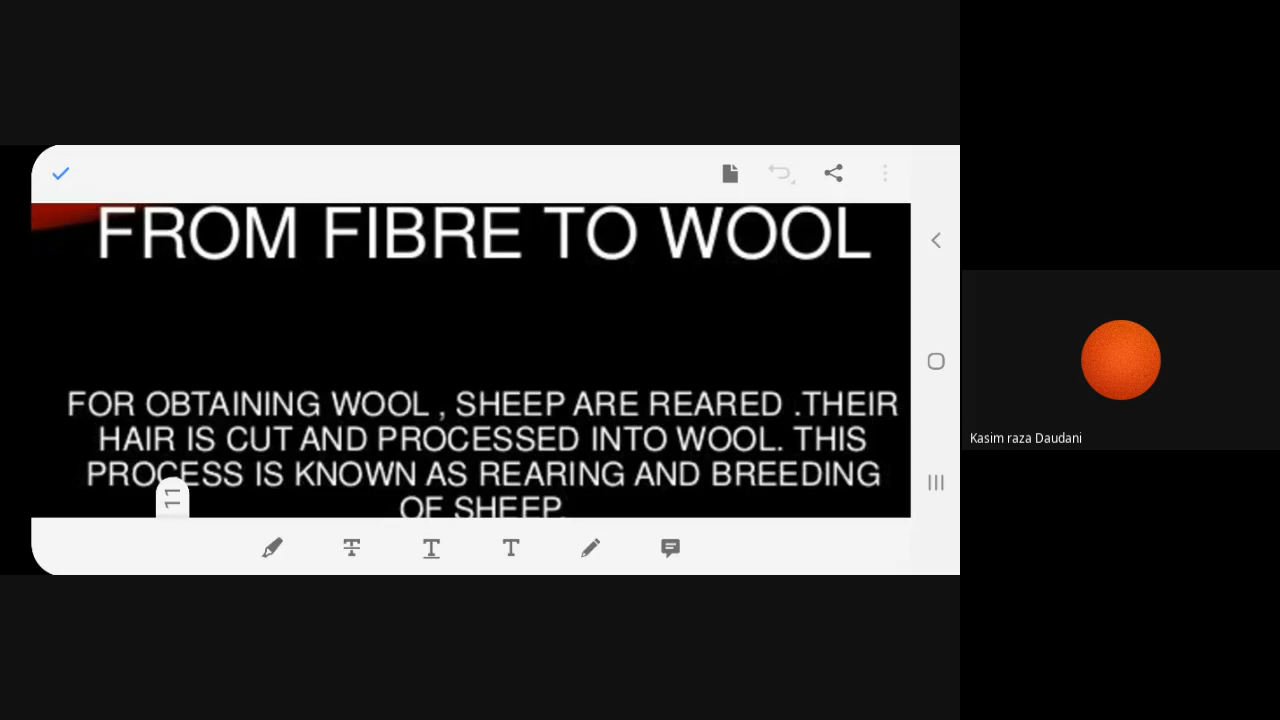 FROM FIBRE TO WOOL
FOR OBTAINING WOOL , SHEEP ARE REARED .THEIR
HAIR IS CUT AND PROCESSED INTO WOOL. THIS
PROCESS IS KNOWN AS REARING AND BREEDING
OF SHEEP.
11
Kasim raza Daudani